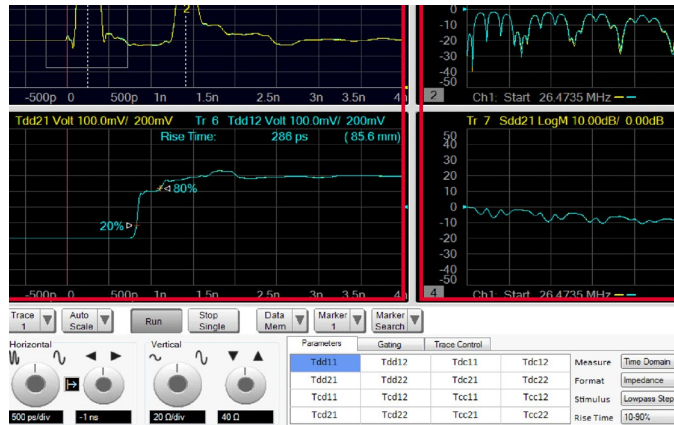 2
0
-10
-20
-30
-40
-50
-500p 0 500p 1n 1.5n 2.5n 3n 3.5n 4n
2 Ch1: Start 26.4735 MHz
Tdd21 Volt 100.0mV/ 200mV Tr 6 Tdd12 Volt 100.0mV/ 200mV
Rise Time: 286 ps ( 85.6 mm)
80%
20%
-500p 0 500p 1n 1.5n 2.5n 3n 3.5n 4n
Tr 7 Sdd21 LogM 10.00dB/ 0.00dB
50
40
30
20
10
0
-10
-20
-30
-40
-50
4 Ch1: Start 26.4735 MHz
Trace 1
Auto Scale
Run
Stop Single
Data Mem
Marker 1
Marker Search
Horizontal
500 ps/div -1 ns
Vertical
20 Ω/div 40 Ω
Parameters Gating Trace Control
Tdd11 Tdd12 Tdc11 Tdc12
Tdd21 Tdd22 Tdc21 Tdc22
Tcd11 Tcd12 Tcc11 Tcc12
Tcd21 Tcd22 Tcc21 Tcc22
Measure Time Domain
Format Impedance
Stimulus Lowpass Step
Rise Time 10-90%